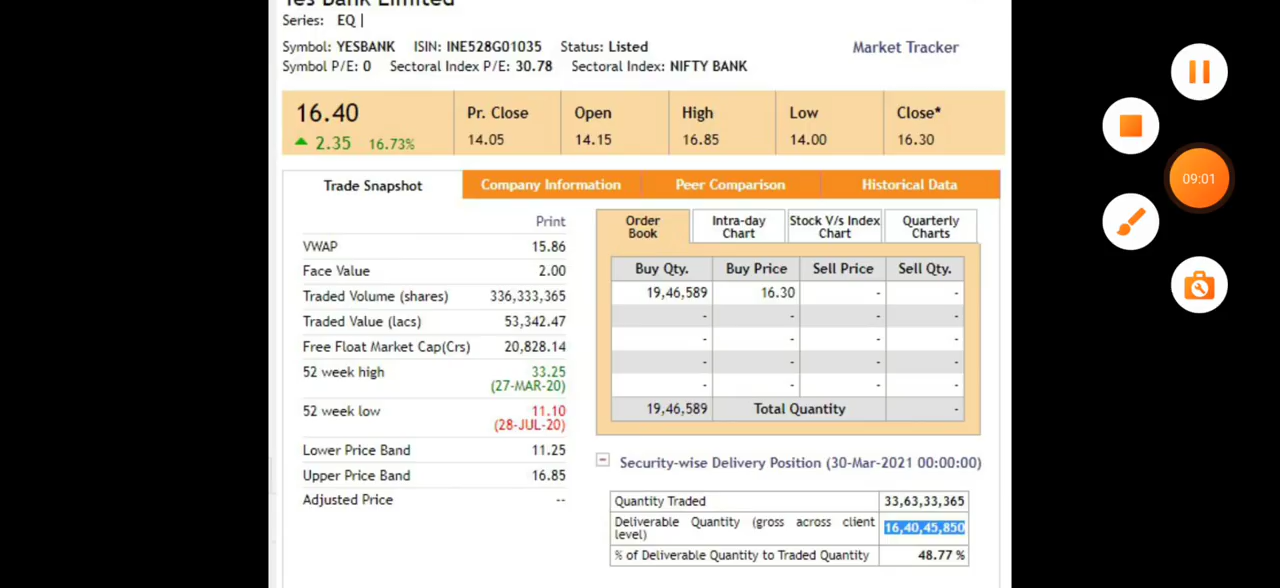 Yes Bank Limited
Series: EQ |
Symbol: YESBANK ISIN: INE528G01035 Status: Listed
Market Tracker
Symbol P/E: 0 Sectoral Index P/E: 30.78 Sectoral Index: NIFTY BANK
16.40 Pr. Close Open High Low Close*
2.35 16.73% 14.05 14.15 16.85 14.00 16.30
Trade Snapshot Company Information Peer Comparison Historical Data
Print
VWAP 15.86
Face Value 2.00
Traded Volume (shares) 336,333,365
Traded Value (lacs) 53,342.47
Free Float Market Cap(Crs) 20,828.14
52 week high 33.25
(27-MAR-20)
52 week low 11.10
(28-JUL-20)
Lower Price Band 11.25
Upper Price Band 16.85
Adjusted Price --
Order Intra-day Stock V/s Index Quarterly
Book Chart Chart Charts
Buy Qty. Buy Price Sell Price Sell Qty.
19,46,589 16.30 - -
- - - -
- - - -
- - - -
- - - -
19,46,589 Total Quantity -
Security-wise Delivery Position (30-Mar-2021 00:00:00)
Quantity Traded 33,63,33,365
Deliverable Quantity (gross across client
level) 16,40,45,850
% of Deliverable Quantity to Traded Quantity 48.77 %
09:01